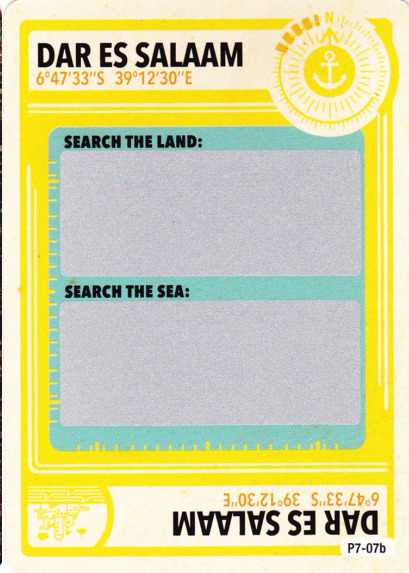 N
DAR ES SALAAM
6°47'33"S 39°12'30"E
SEARCH THE LAND:
SEARCH THE SEA:
6°47'33"S 39°12'30"E
DAR ES SALAAM
P7-07b